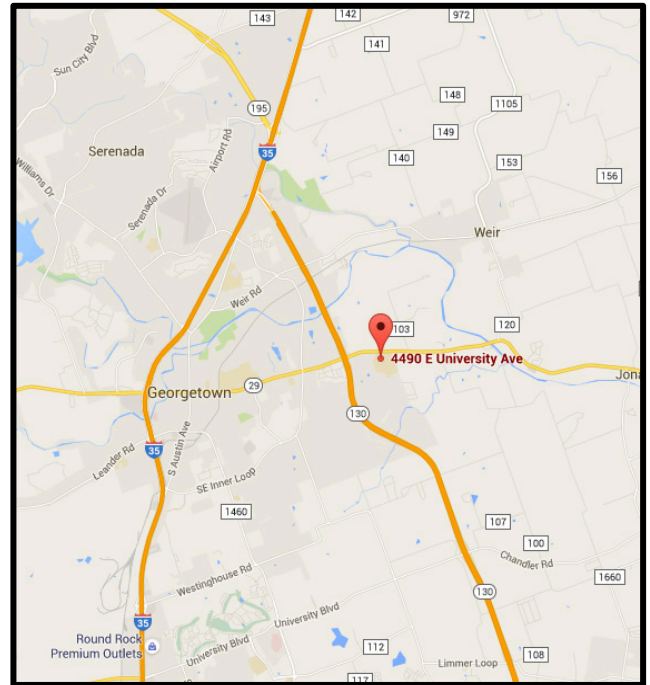 143
142
972
141
Sun City Blvd
148
195
1105
149
Airport Rd
Serenada
35
140
153
Williams Dr
156
Serenada Dr
Weir
Weir Rd
103
120
4490 E University Ave
Jona
29
Georgetown
130
S Austin Ave
Leander Rd
35
SE Inner Loop
1460
107
100
Chandler Rd
Westinghouse Rd
1660
130
University Blvd
35
Round Rock
Premium Outlets
University Blvd
112
108
Limmer Loop
117